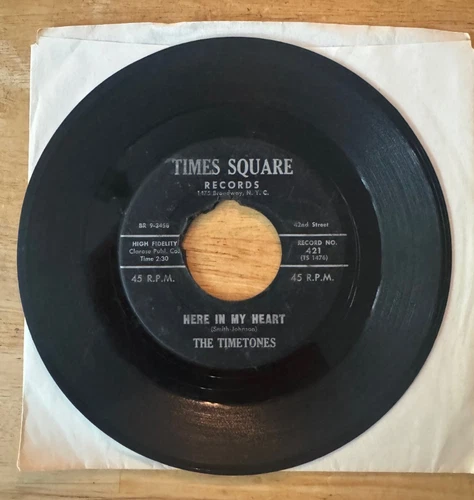 TIMES SQUARE
RECORDS
1475 Broadway, N. Y. C.
BR 9-3456
42nd Street
HIGH FIDELITY
Clarose Publ. Co.
Time 2:30
RECORD NO.
421
(TS 1476)
45 R.P.M.
45 R.P.M.
HERE IN MY HEART
(Smith-Johnson)
THE TIMETONES